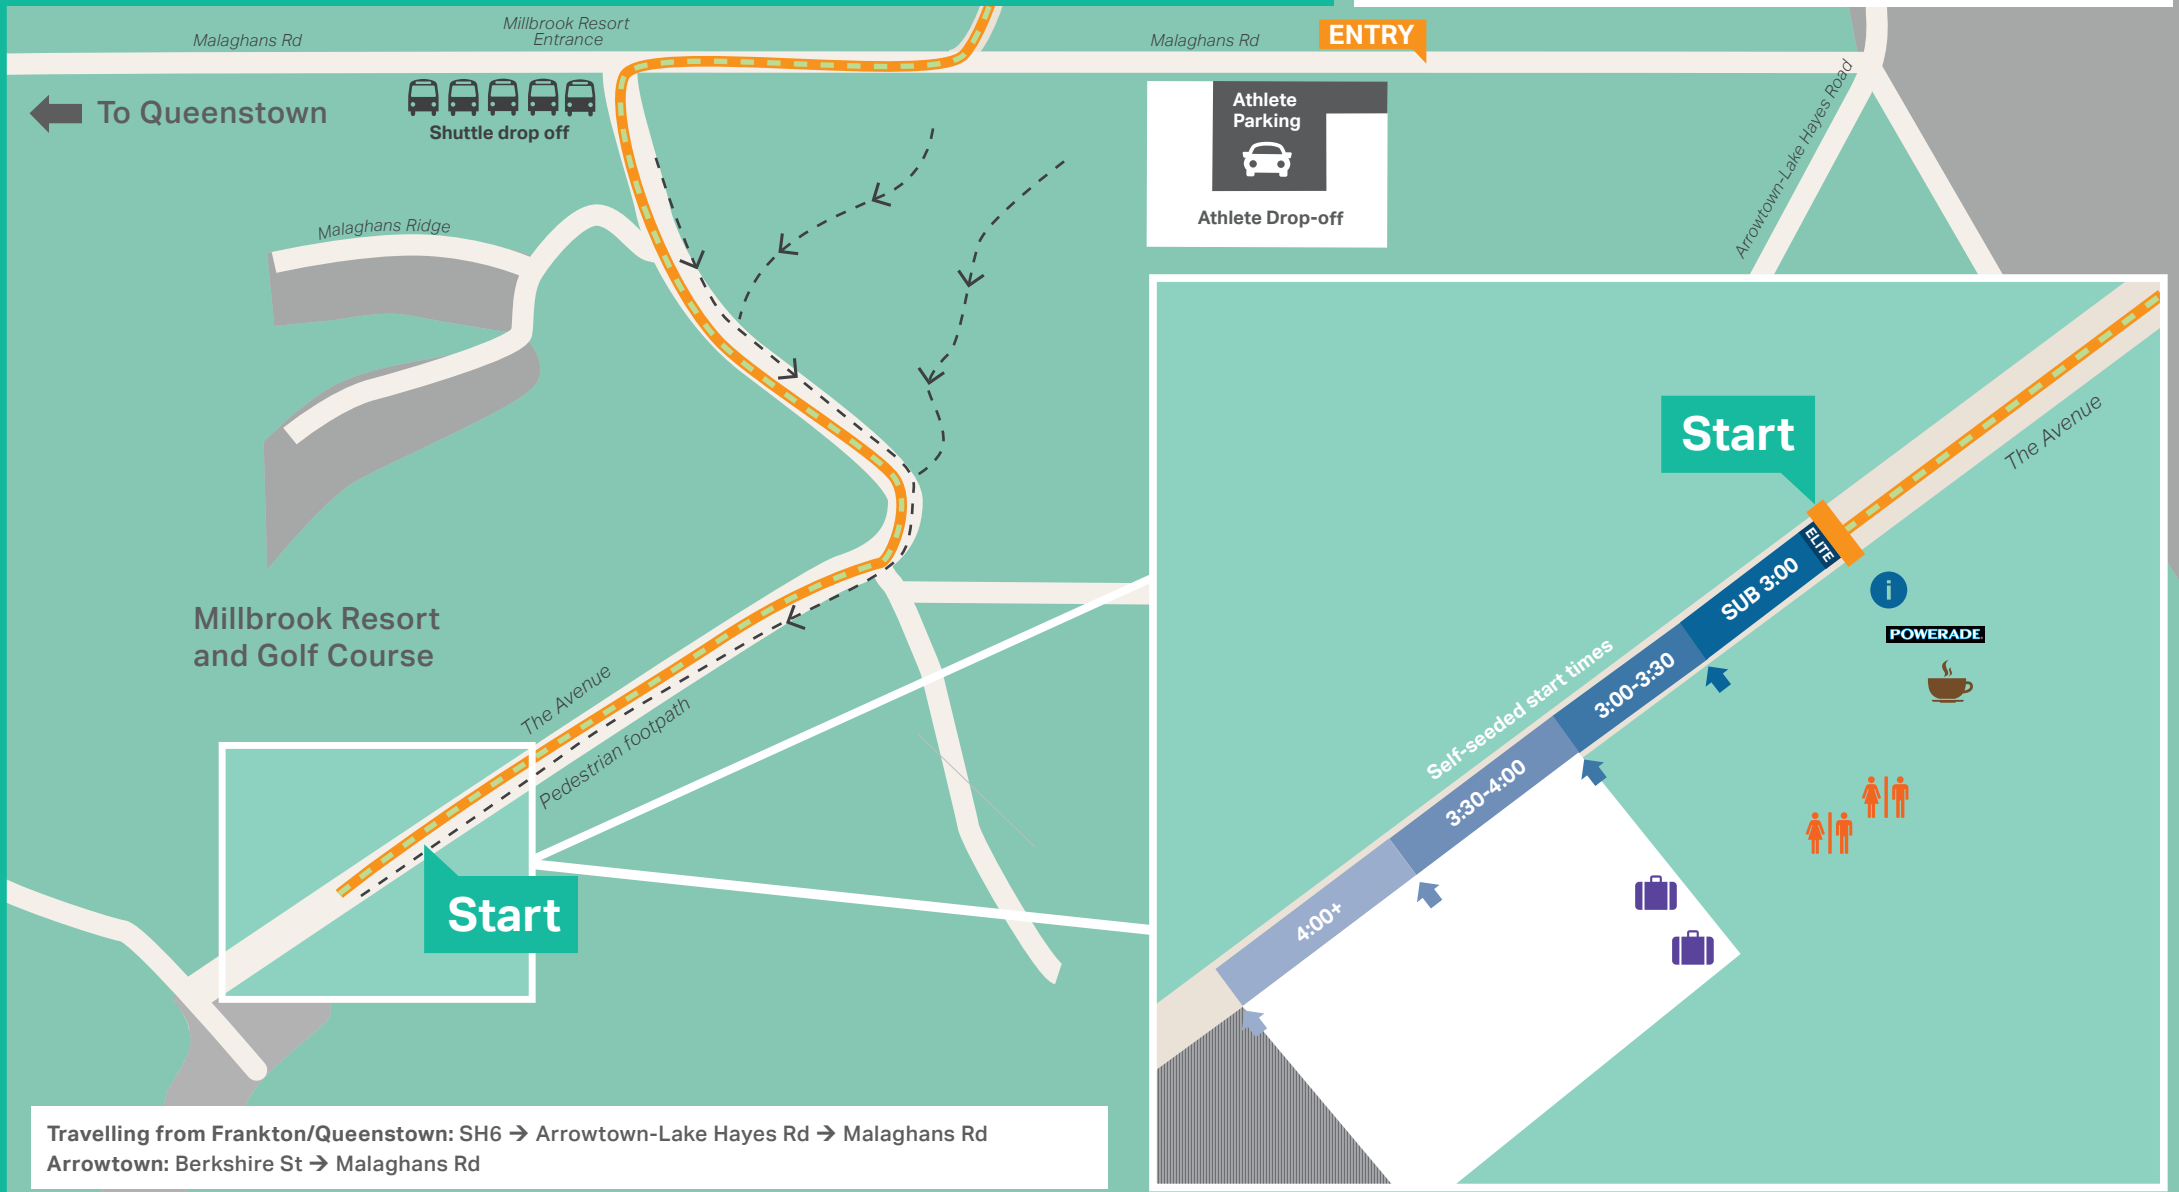 Malaghans Rd
Millbrook Resort
Entrance
Malaghans Rd
ENTRY
To Queenstown
Shuttle drop off
Athlete
Parking
Athlete Drop-off
Arrowtown-Lake Hayes Road
Malaghans Ridge
Millbrook Resort
and Golf Course
The Avenue
Pedestrian footpath
Start
Start
The Avenue
ELITE
SUB 3:00
3:00-3:30
3:30-4:00
4:00+
Self-seeded start times
i
POWERADE
Travelling from Frankton/Queenstown: SH6 → Arrowtown-Lake Hayes Rd → Malaghans Rd
Arrowtown: Berkshire St → Malaghans Rd